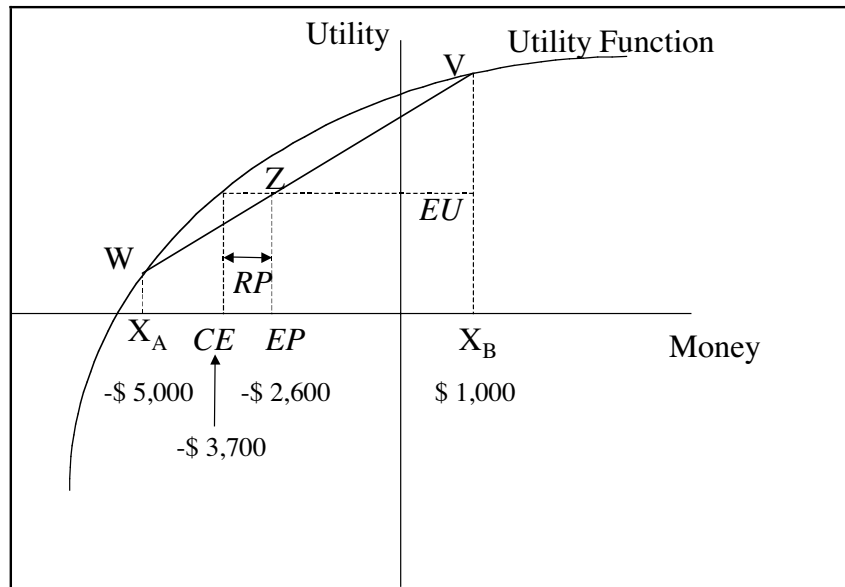 Utility
Utility Function
V
Z
EU
W
RP
X_A CE EP X_B
Money
-$ 5,000 -$ 2,600 $ 1,000
-$ 3,700